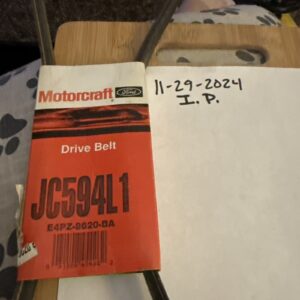 Motorcraft
Ford
Drive Belt
JC594L1
E4PZ-8620-BA
11-29-2024
I.P.